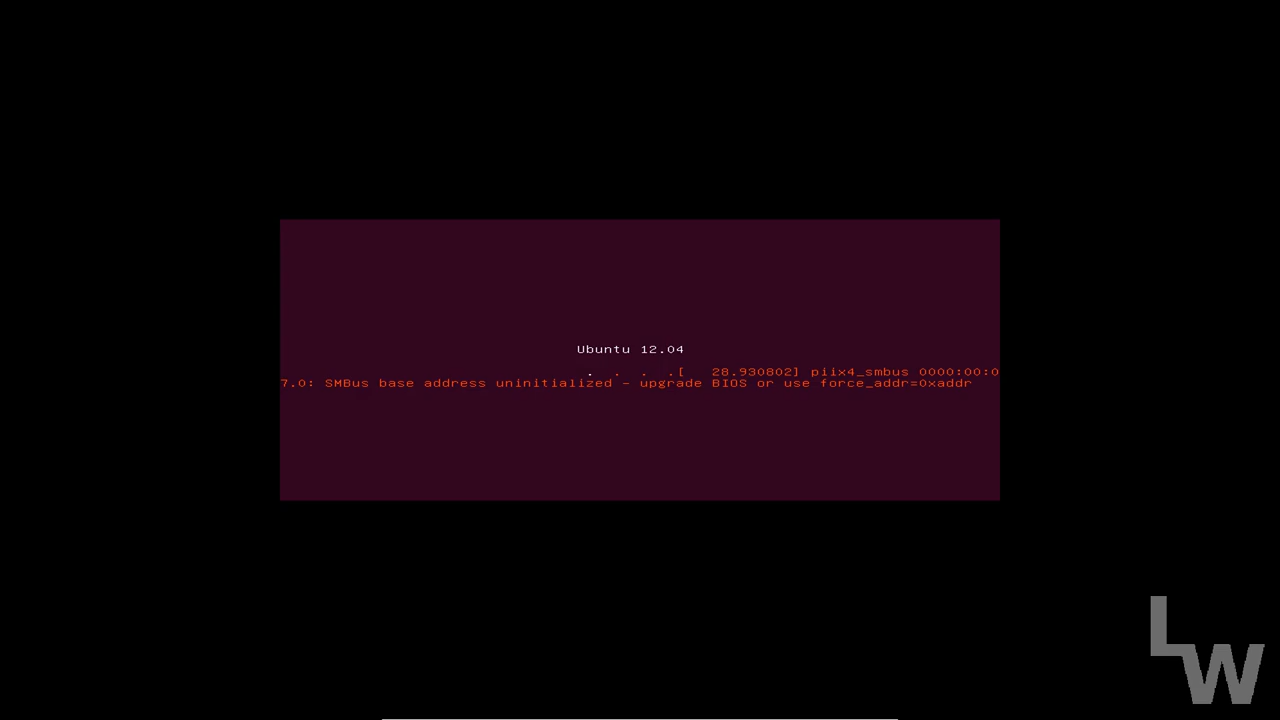 Ubuntu 12.04
. . . .[   28.930802] piix4_smbus 0000:00:0
7.0: SMBus base address uninitialized - upgrade BIOS or use force_addr=0xaddr
LW